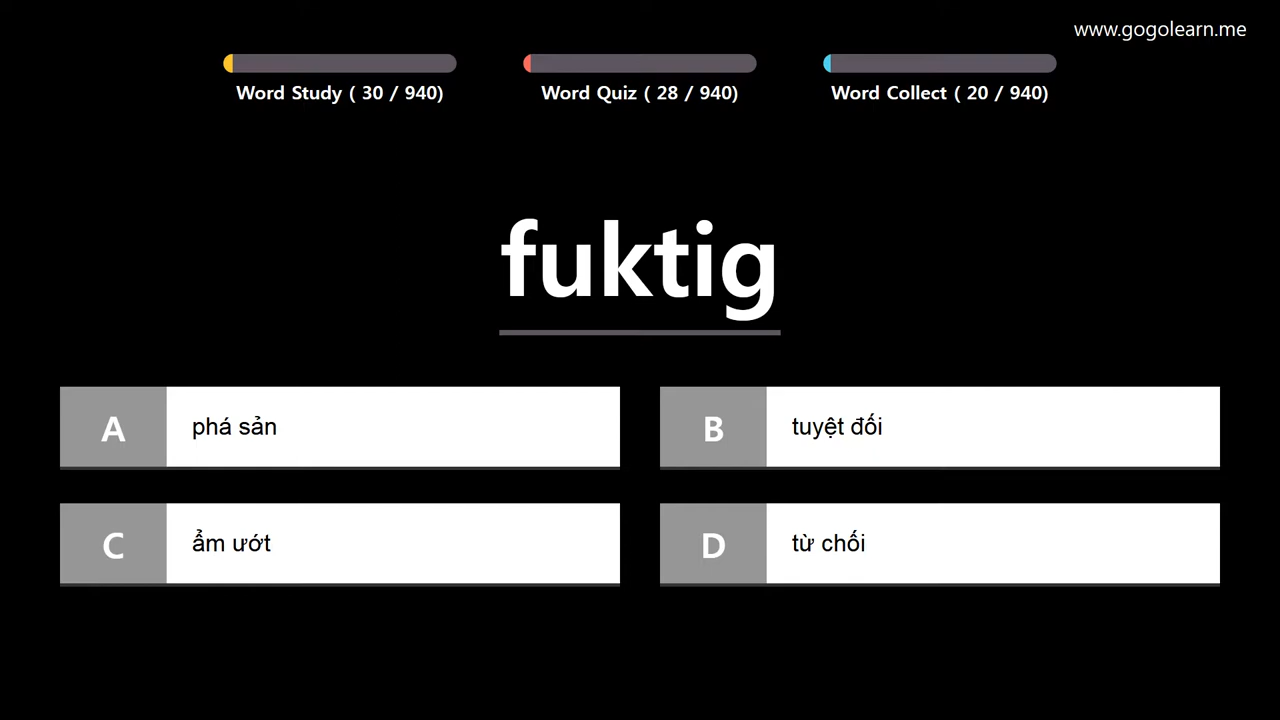 www.gogolearn.me
Word Study ( 30 / 940)
Word Quiz ( 28 / 940)
Word Collect ( 20 / 940)
fuktig
A phá sản
B tuyệt đối
C ẩm ướt
D từ chối